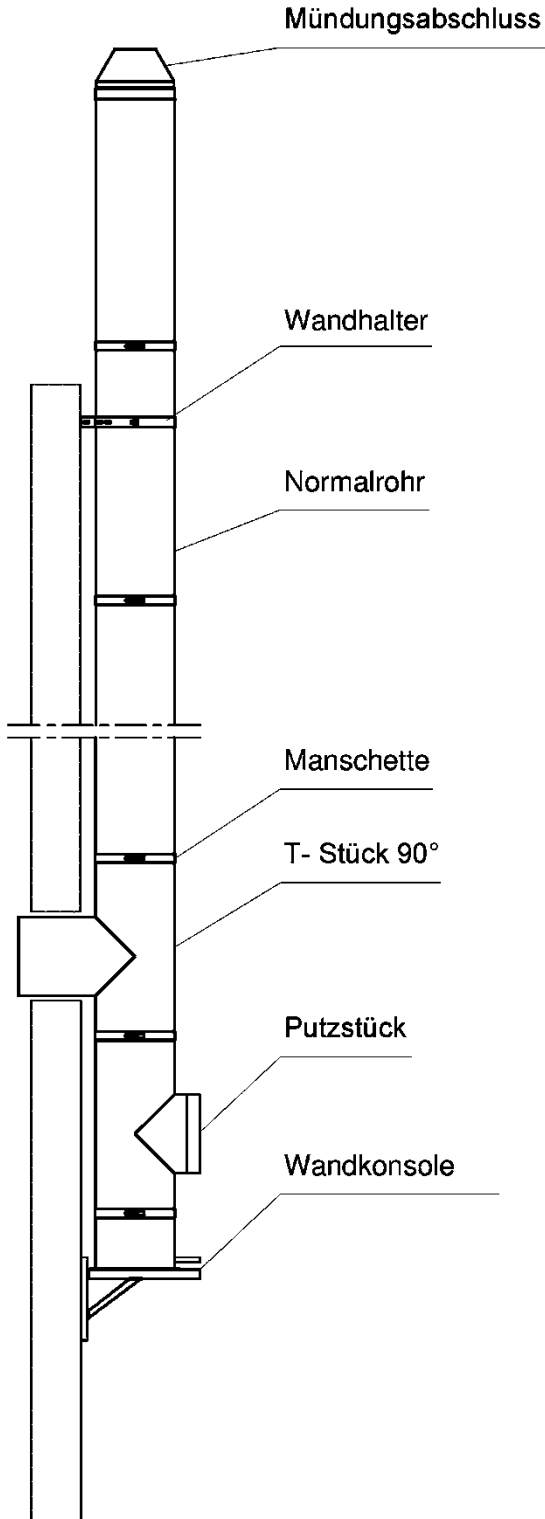 Mündungsabschluss
Wandhalter
Normalrohr
Manschette
T- Stück 90°
Putzstück
Wandkonsole